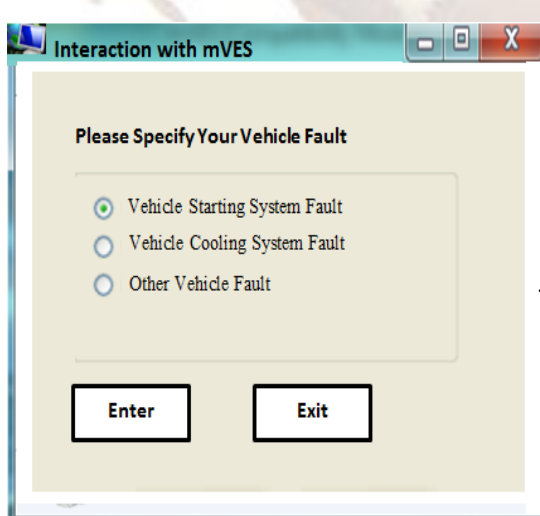 Interaction with mVES
Please Specify Your Vehicle Fault
Vehicle Starting System Fault
Vehicle Cooling System Fault
Other Vehicle Fault
Enter Exit